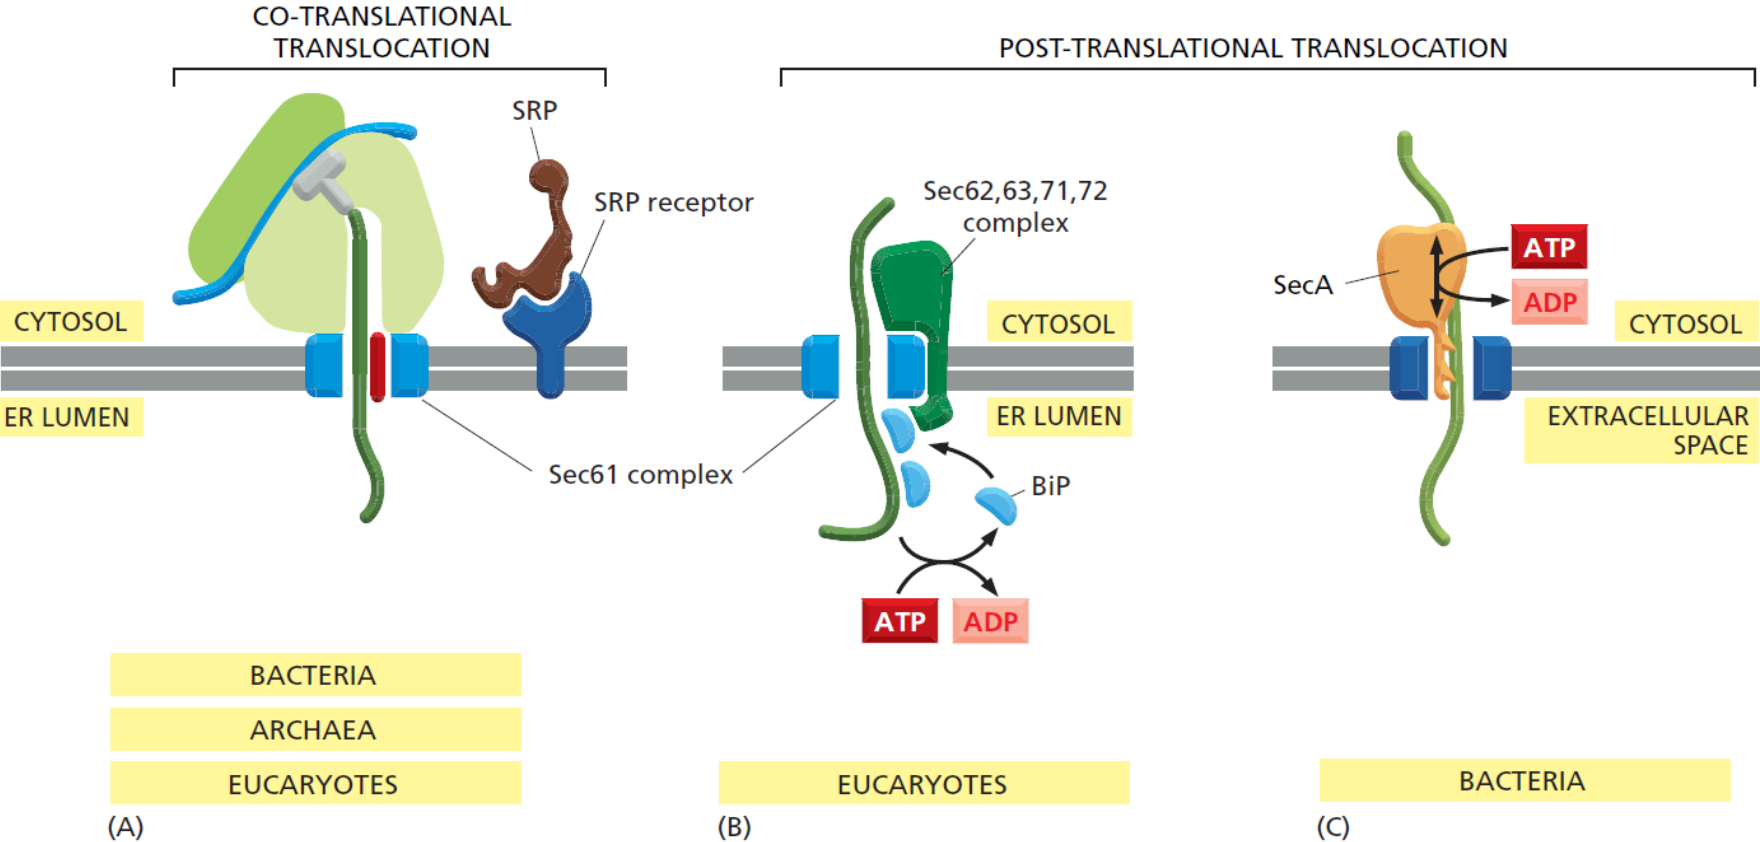 CO-TRANSLATIONAL
TRANSLOCATION
SRP
SRP receptor
CYTOSOL
ER LUMEN
Sec61 complex
BACTERIA
ARCHAEA
EUCARYOTES
(A)
POST-TRANSLATIONAL TRANSLOCATION
Sec62,63,71,72
complex
CYTOSOL
ER LUMEN
BiP
ATP
ADP
EUCARYOTES
(B)
SecA
ATP
ADP
CYTOSOL
EXTRACELLULAR
SPACE
BACTERIA
(C)